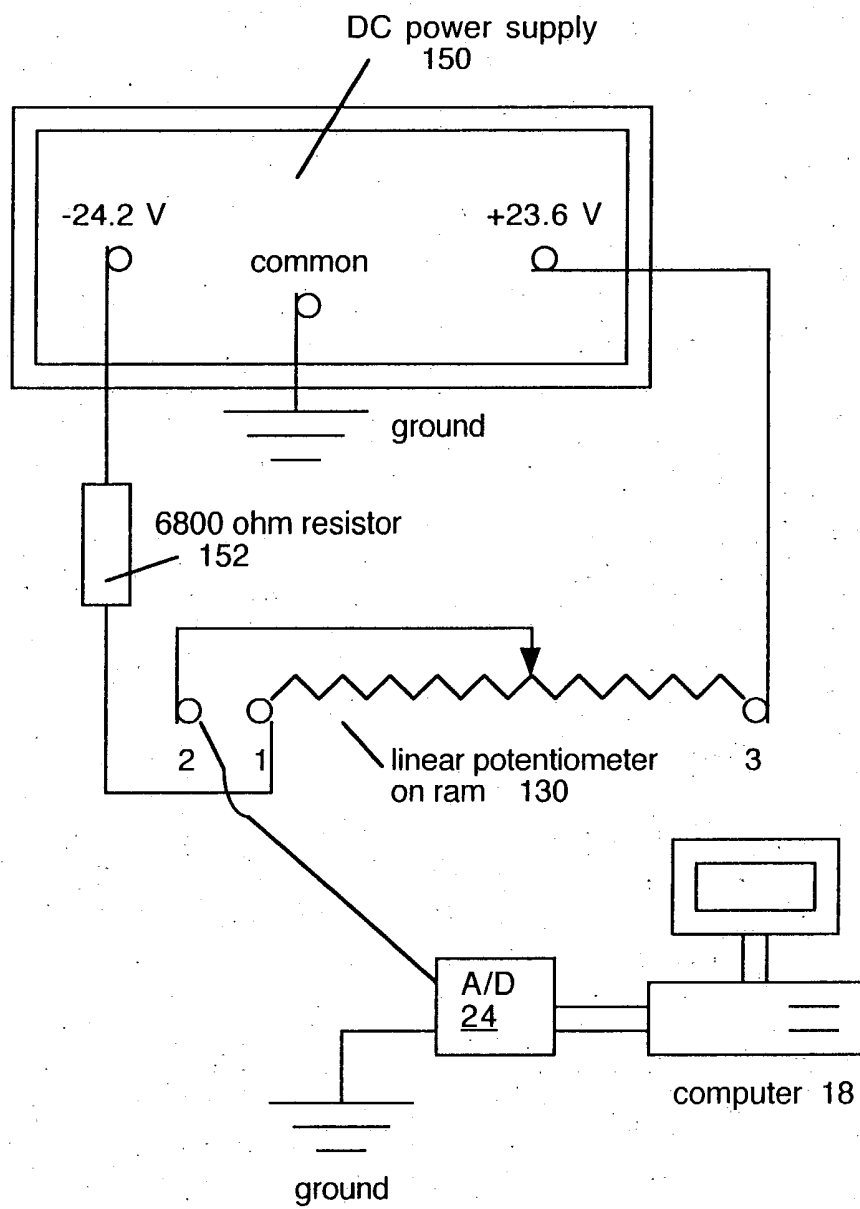 DC power supply
150
-24.2 V
+23.6 V
common
ground
6800 ohm resistor
152
2
1
3
linear potentiometer
on ram 130
A/D
24
computer 18
ground